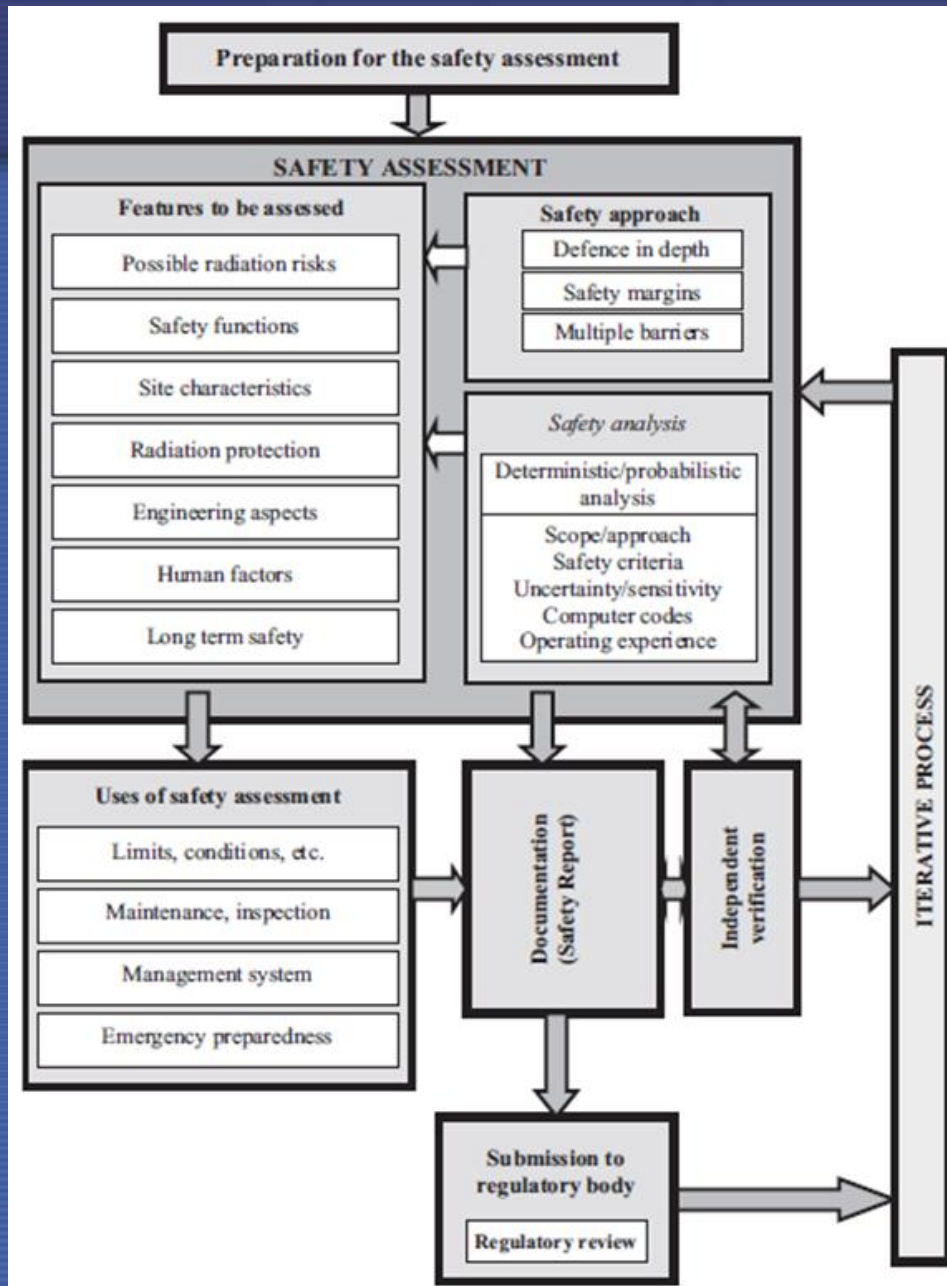 Preparation for the safety assessment
SAFETY ASSESSMENT
Features to be assessed
Possible radiation risks
Safety functions
Site characteristics
Radiation protection
Engineering aspects
Human factors
Long term safety
Safety approach
Defence in depth
Safety margins
Multiple barriers
Safety analysis
Deterministic/probabilistic
analysis
Scope/approach
Safety criteria
Uncertainty/sensitivity
Computer codes
Operating experience
Uses of safety assessment
Limits, conditions, etc.
Maintenance, inspection
Management system
Emergency preparedness
Documentation
(Safety Report)
Independent
verification
Submission to
regulatory body
Regulatory review
ITERATIVE PROCESS